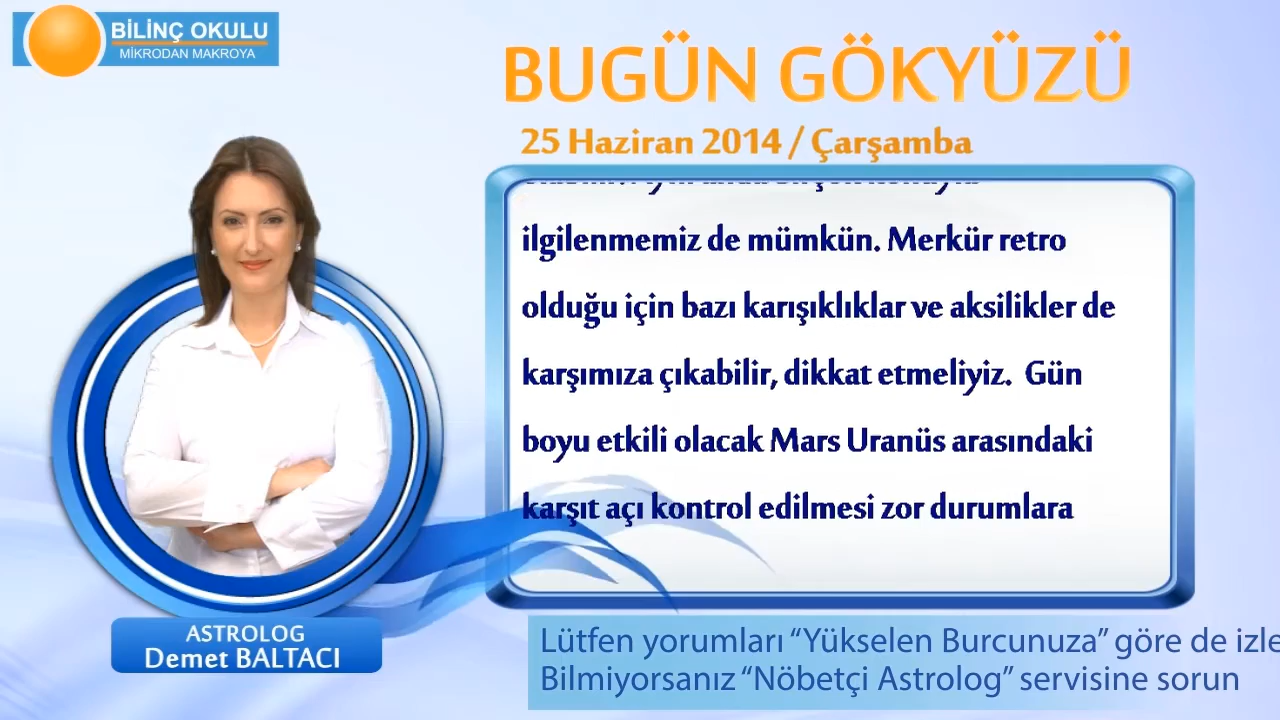 BİLİNÇ OKULU
MİKRODAN MAKROYA
BUGÜN GÖKYÜZÜ
25 Haziran 2014 / Çarşamba
ilgilenmemiz de mümkün. Merkür retro
olduğu için bazı karışıklıklar ve aksilikler de
karşımıza çıkabilir, dikkat etmeliyiz. Gün
boyu etkili olacak Mars Uranüs arasındaki
karşıt açı kontrol edilmesi zor durumlara
ASTROLOG
Demet BALTACI
Lütfen yorumları “Yükselen Burcunuza” göre de izle
Bilmiyorsanız “Nöbetçi Astrolog” servisine sorun